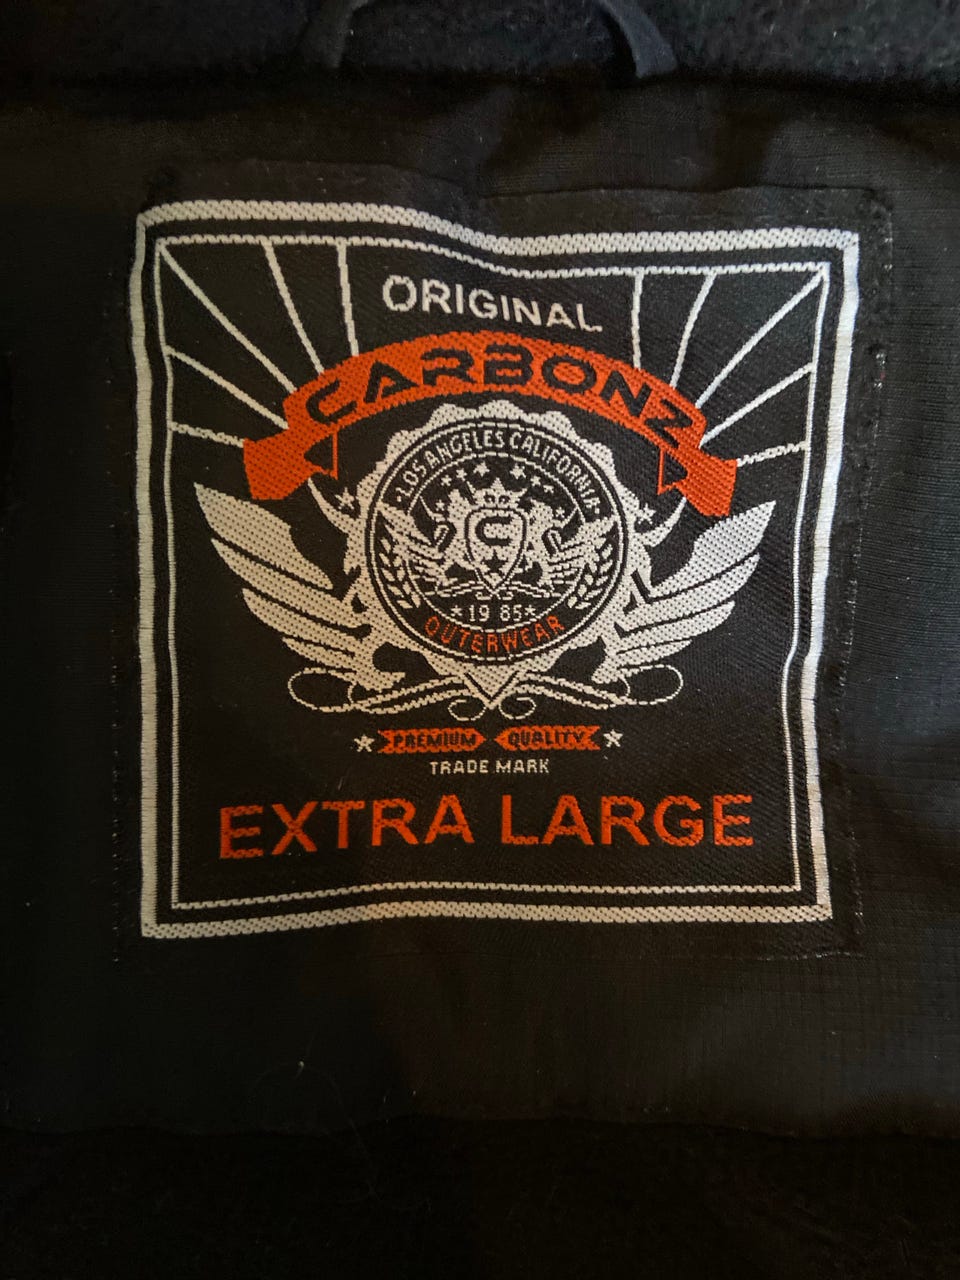 ORIGINAL
CARBONZ
LOS ANGELES CALIFORNIA
C
19 85
OUTERWEAR
PREMIUM QUALITY
TRADE MARK
EXTRA LARGE